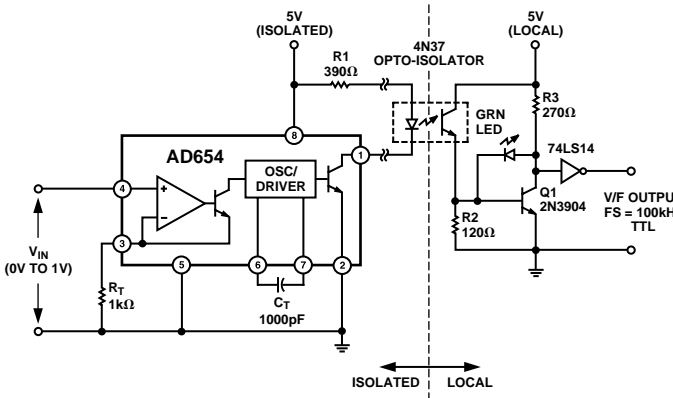 5V
(ISOLATED)
R1
390Ω
4N37
OPTO-ISOLATOR
5V
(LOCAL)
R3
270Ω
GRN
LED
74LS14
8
AD654
1
OSC/
DRIVER
4
+
−
3
5
6
7
2
Q1
2N3904
V/F OUTPUT
FS = 100kH
TTL
R2
120Ω
VIN
(0V TO 1V)
RT
1kΩ
CT
1000pF
ISOLATED
LOCAL